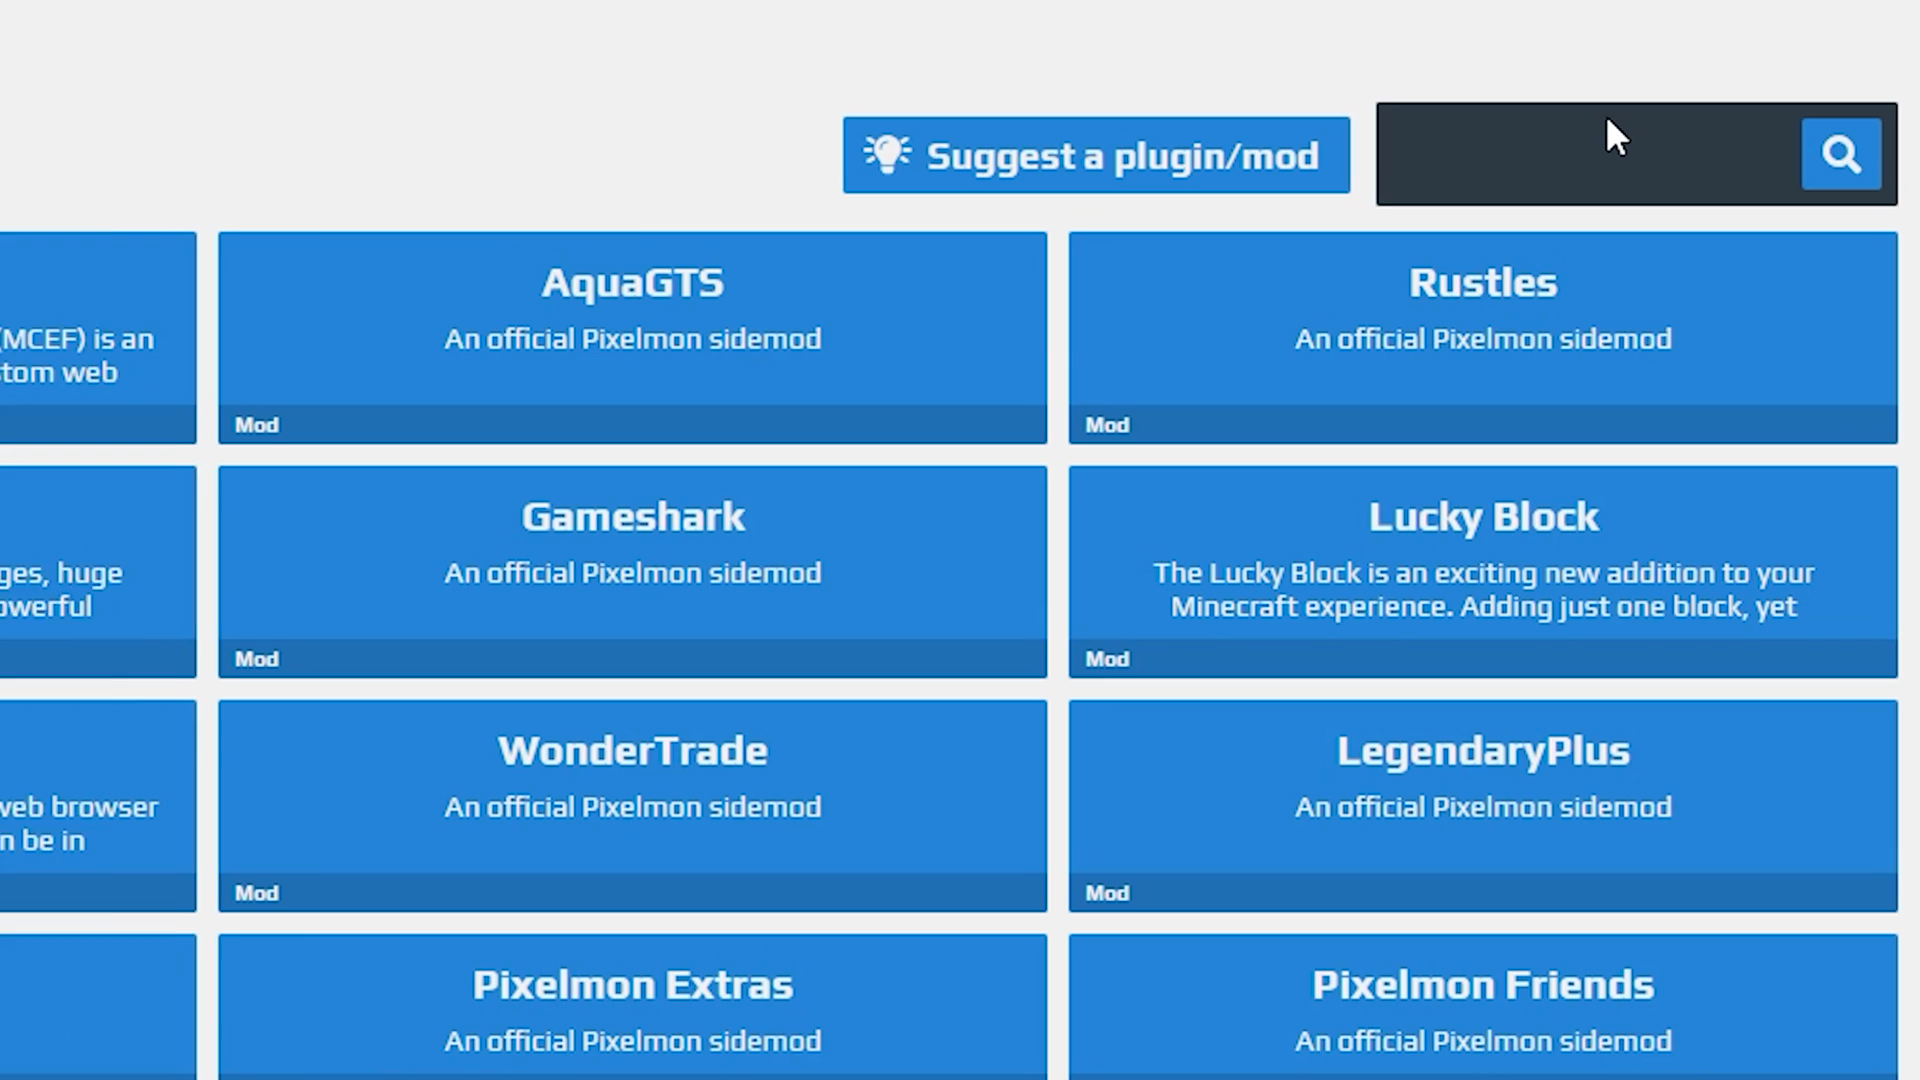 Suggest a plugin/mod
(MCEF) is an
stom web
AquaGTS
An official Pixelmon sidemod
Mod
Rustles
An official Pixelmon sidemod
Mod
ges, huge
owerful
Gameshark
An official Pixelmon sidemod
Mod
Lucky Block
The Lucky Block is an exciting new addition to your
Minecraft experience. Adding just one block, yet
Mod
web browser
n be in
WonderTrade
An official Pixelmon sidemod
Mod
LegendaryPlus
An official Pixelmon sidemod
Mod
Pixelmon Extras
An official Pixelmon sidemod
Pixelmon Friends
An official Pixelmon sidemod